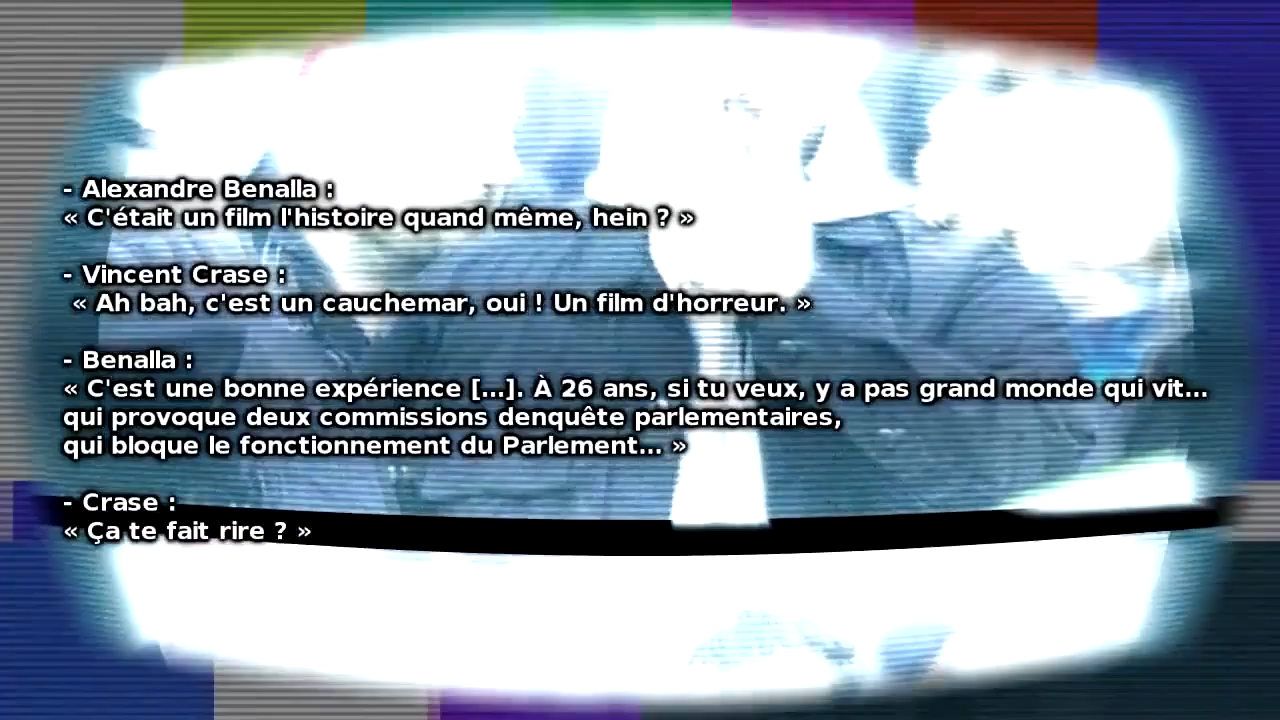 - Alexandre Benalla :
« C'était un film l'histoire quand même, hein ? »
- Vincent Crase :
« Ah bah, c'est un cauchemar, oui ! Un film d'horreur. »
- Benalla :
« C'est une bonne expérience [...]. À 26 ans, si tu veux, y a pas grand monde qui vit...
qui provoque deux commissions denquête parlementaires,
qui bloque le fonctionnement du Parlement... »
- Crase :
« Ça te fait rire ? »